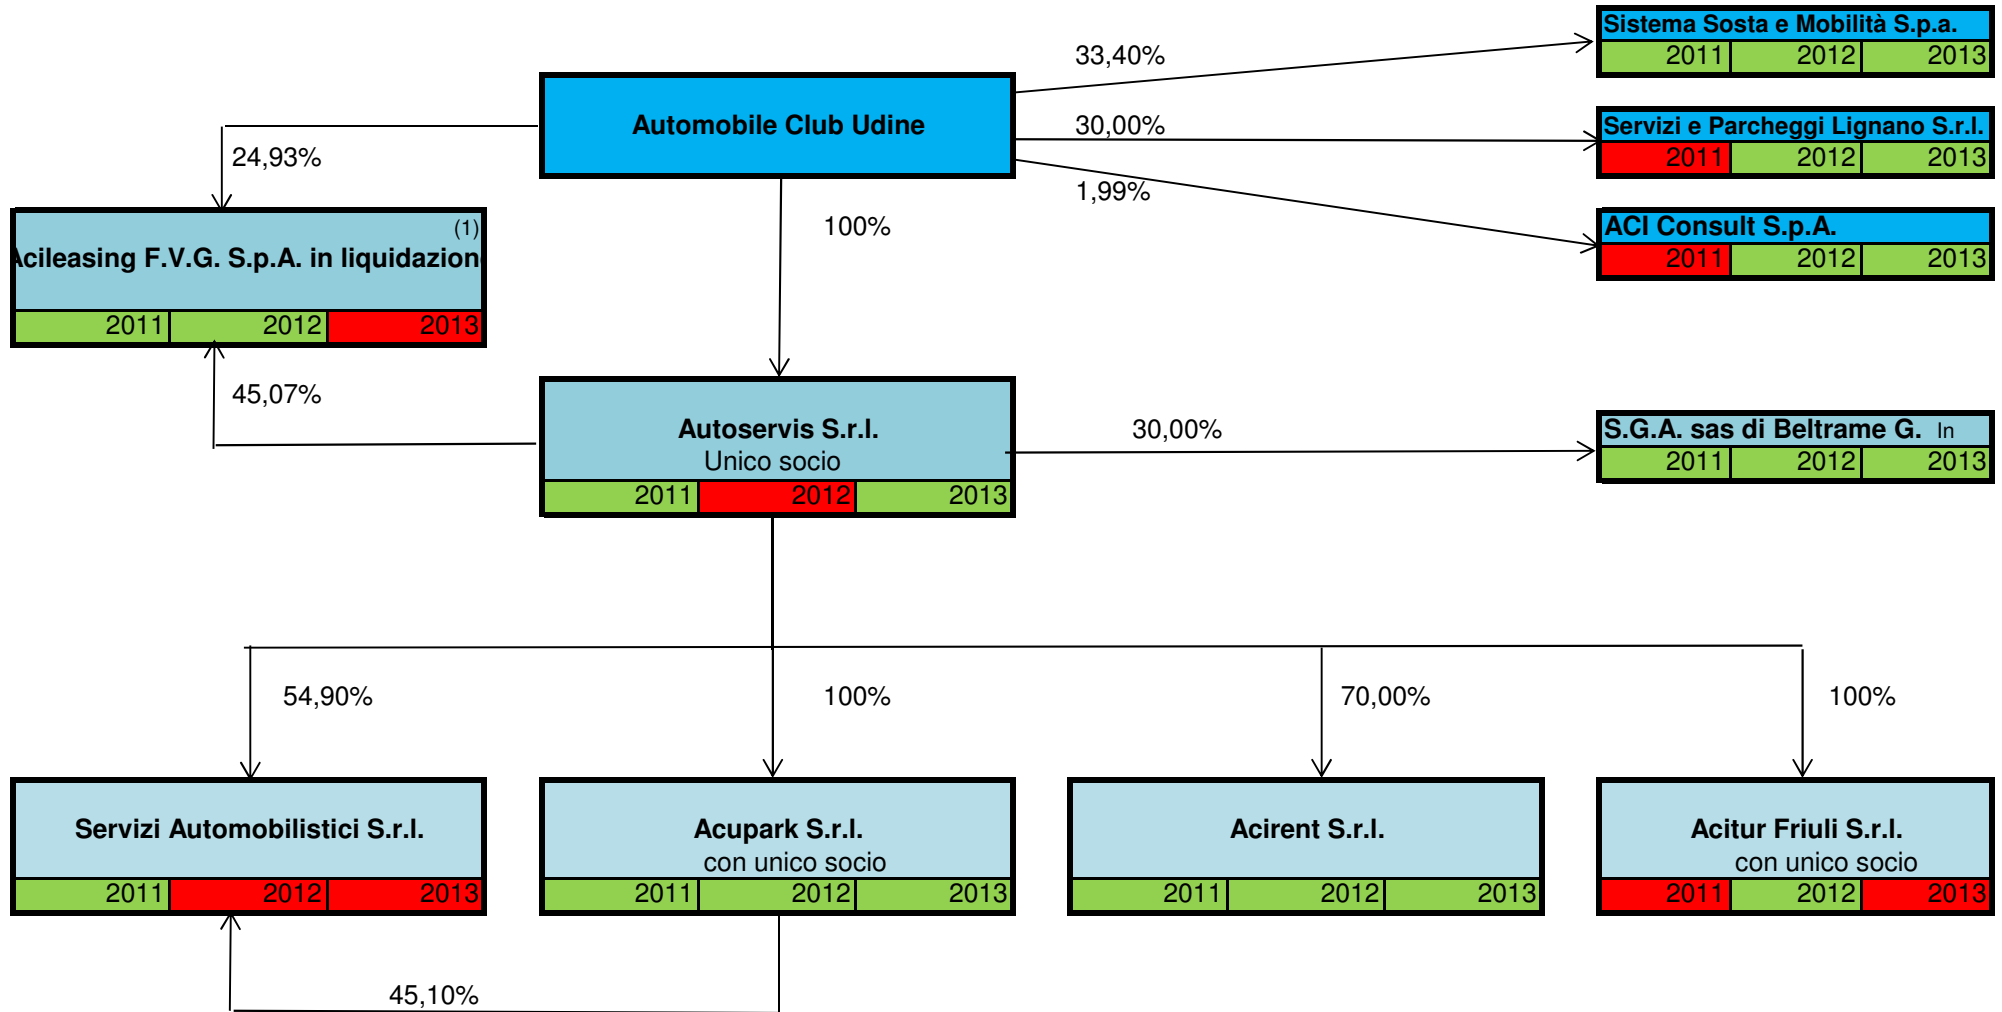 Sistema Sosta e Mobilità S.p.a.
2011 2012 2013
33,40%
Automobile Club Udine
30,00%
Servizi e Parcheggi Lignano S.r.l.
2011 2012 2013
24,93%
1,99%
100%
(1)
Acileasing F.V.G. S.p.A. in liquidazion
2011 2012 2013
ACI Consult S.p.A.
2011 2012 2013
45,07%
Autoservis S.r.l.
Unico socio
2011 2012 2013
30,00%
S.G.A. sas di Beltrame G. In
2011 2012 2013
54,90%
100%
70,00%
100%
Servizi Automobilistici S.r.l.
2011 2012 2013
Acupark S.r.l.
con unico socio
2011 2012 2013
Acirent S.r.l.
2011 2012 2013
Acitur Friuli S.r.l.
con unico socio
2011 2012 2013
45,10%